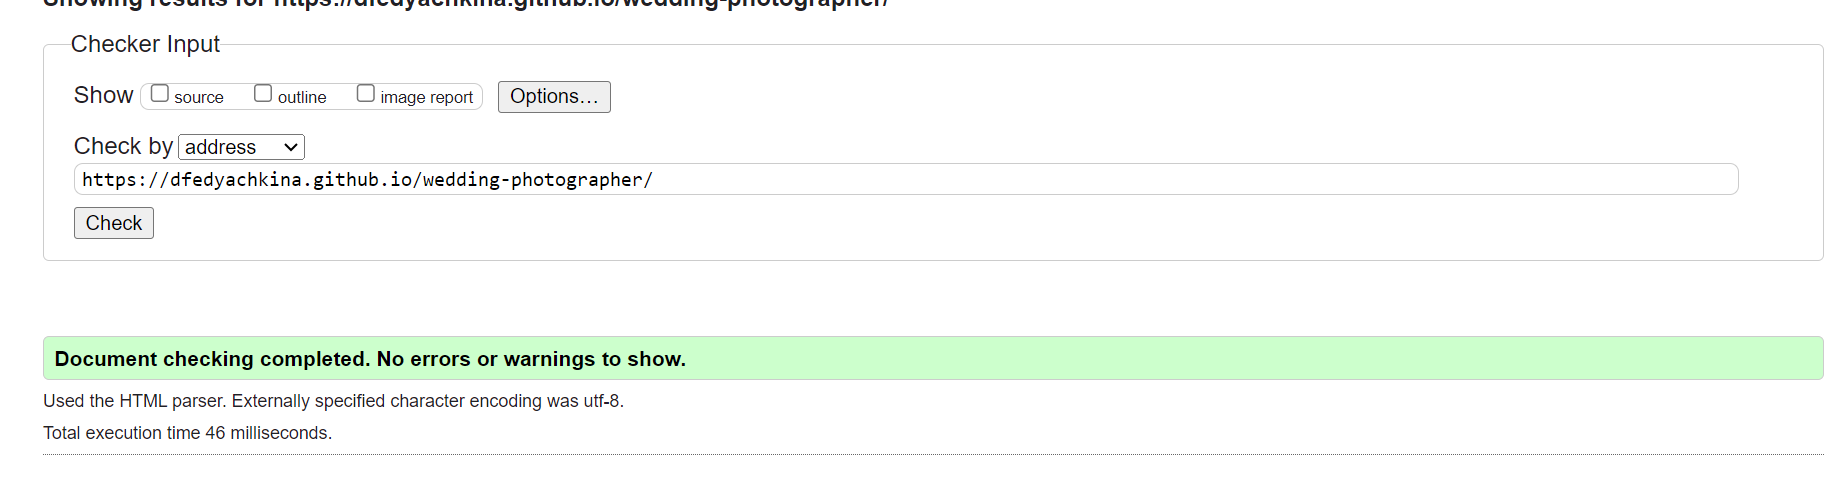 Showing results for https://dfedyachkina.github.io/wedding-photographer/
Checker Input
Show source outline image report Options...
Check by address
https://dfedyachkina.github.io/wedding-photographer/
Check
Document checking completed. No errors or warnings to show.
Used the HTML parser. Externally specified character encoding was utf-8.
Total execution time 46 milliseconds.